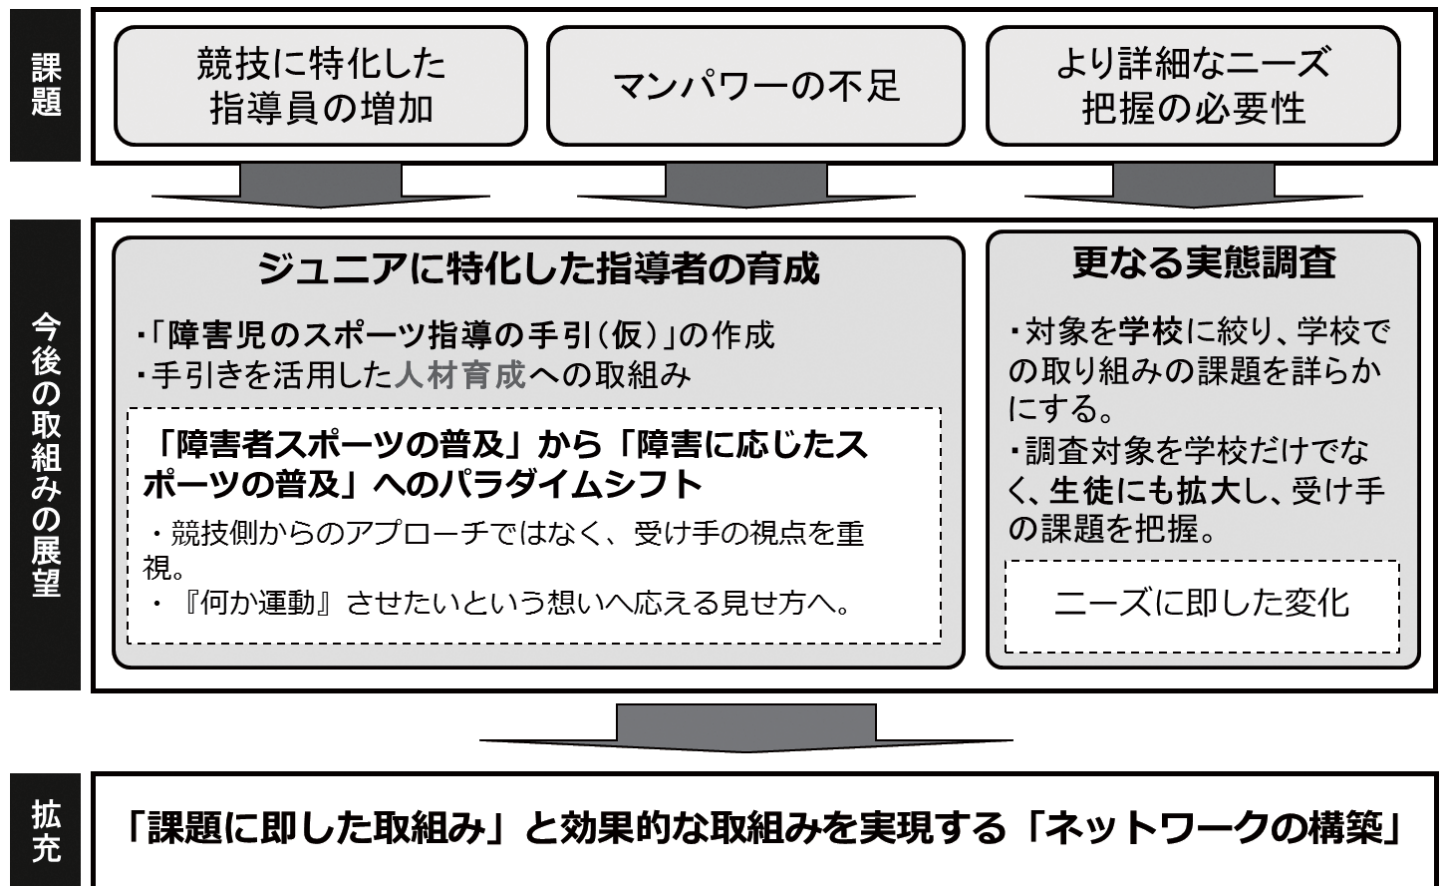 課題
競技に特化した
指導員の増加
マンパワーの不足
より詳細なニーズ
把握の必要性
今後の取組みの展望
ジュニアに特化した指導者の育成
・「障害児のスポーツ指導の手引(仮)」の作成
・手引きを活用した人材育成への取組み
「障害者スポーツの普及」から「障害に応じたス
ポーツの普及」へのパラダイムシフト
・競技側からのアプローチではなく、受け手の視点を重
視。
・『何か運動』させたいという想いへ応える見せ方へ。
更なる実態調査
・対象を学校に絞り、学校で
の取り組みの課題を詳らか
にする。
・調査対象を学校だけでな
く、生徒にも拡大し、受け手
の課題を把握。
ニーズに即した変化
拡充
「課題に即した取組み」と効果的な取組みを実現する「ネットワークの構築」